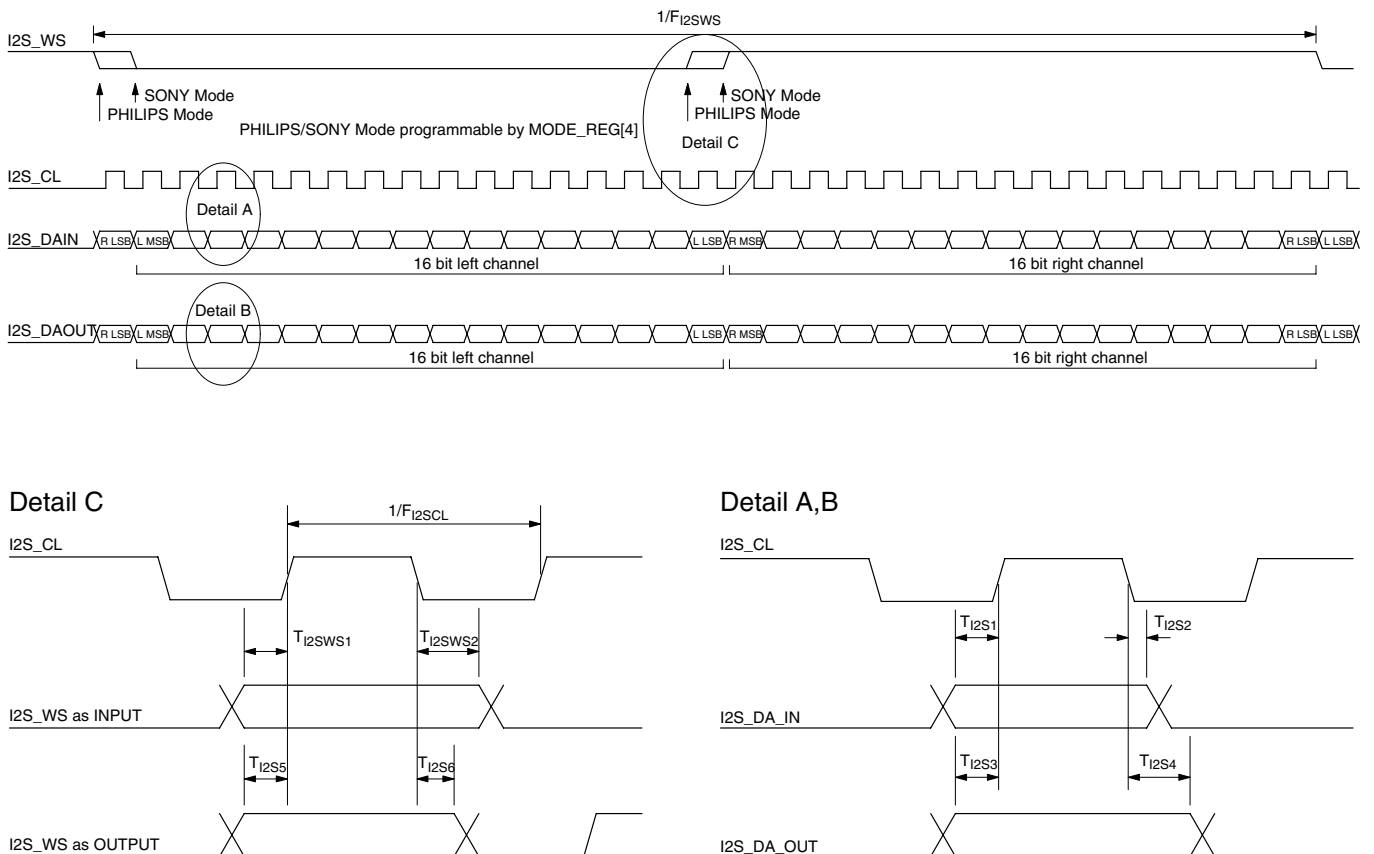 1/FI2SWS
I2S_WS
SONY Mode
PHILIPS Mode
SONY Mode
PHILIPS Mode
PHILIPS/SONY Mode programmable by MODE_REG[4]
Detail C
I2S_CL
Detail A
I2S_DAIN R LSB L MSB L LSB R MSB R LSB L LSB
16 bit left channel 16 bit right channel
Detail B
I2S_DAOUT R LSB L MSB L LSB R MSB R LSB L LSB
16 bit left channel 16 bit right channel
Detail C
1/FI2SCL
I2S_CL
TI2SWS1 TI2SWS2
I2S_WS as INPUT
TI2S5 TI2S6
I2S_WS as OUTPUT
Detail A,B
I2S_CL
TI2S1 TI2S2
I2S_DA_IN
TI2S3 TI2S4
I2S_DA_OUT